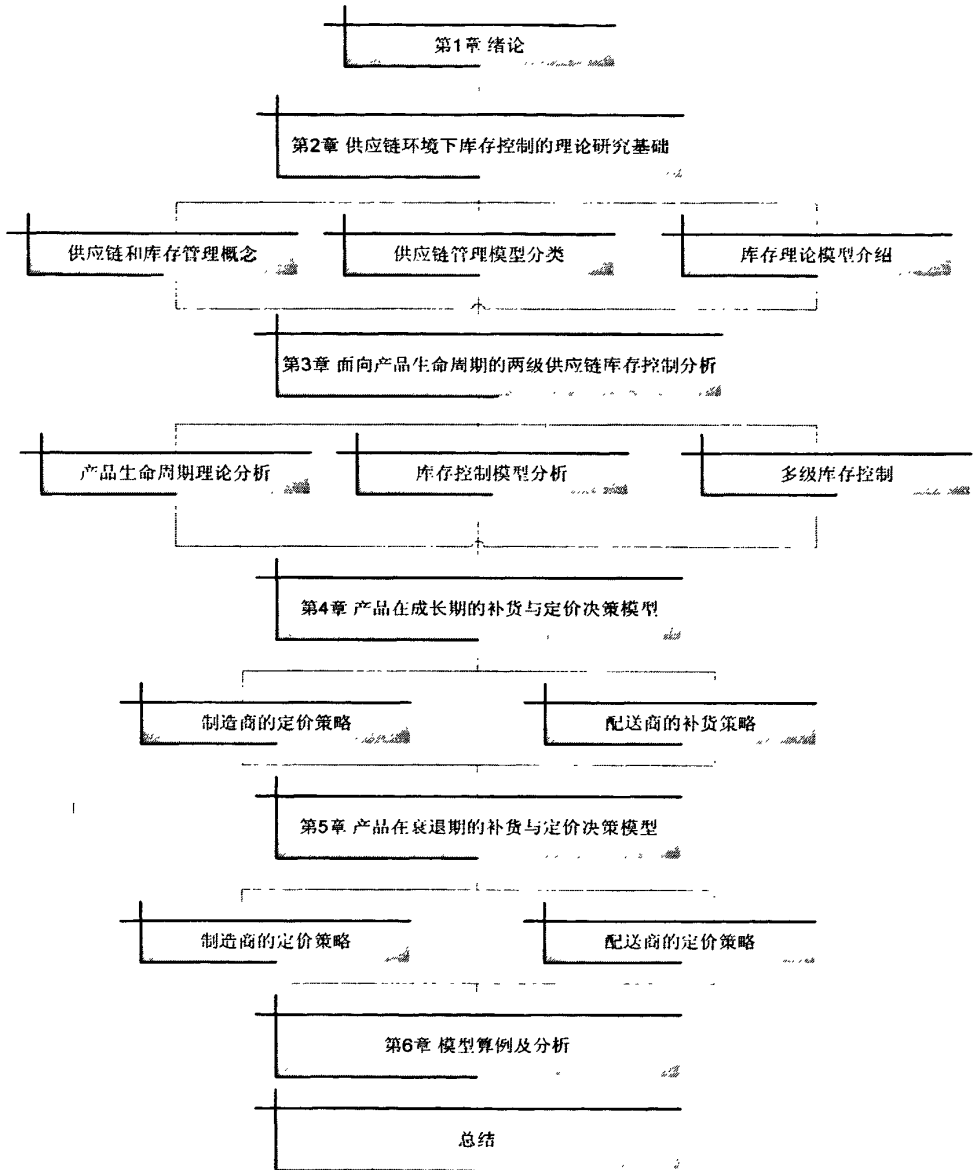 第1章 绪论
第2章 供应链环境下库存控制的理论研究基础
供应链和库存管理概念
供应链管理模型分类
库存理论模型介绍
第3章 面向产品生命周期的两级供应链库存控制分析
产品生命周期理论分析
库存控制模型分析
多级库存控制
第4章 产品在成长期的补货与定价决策模型
制造商的定价策略
配送商的补货策略
第5章 产品在衰退期的补货与定价决策模型
制造商的定价策略
配送商的定价策略
第6章 模型算例及分析
总结